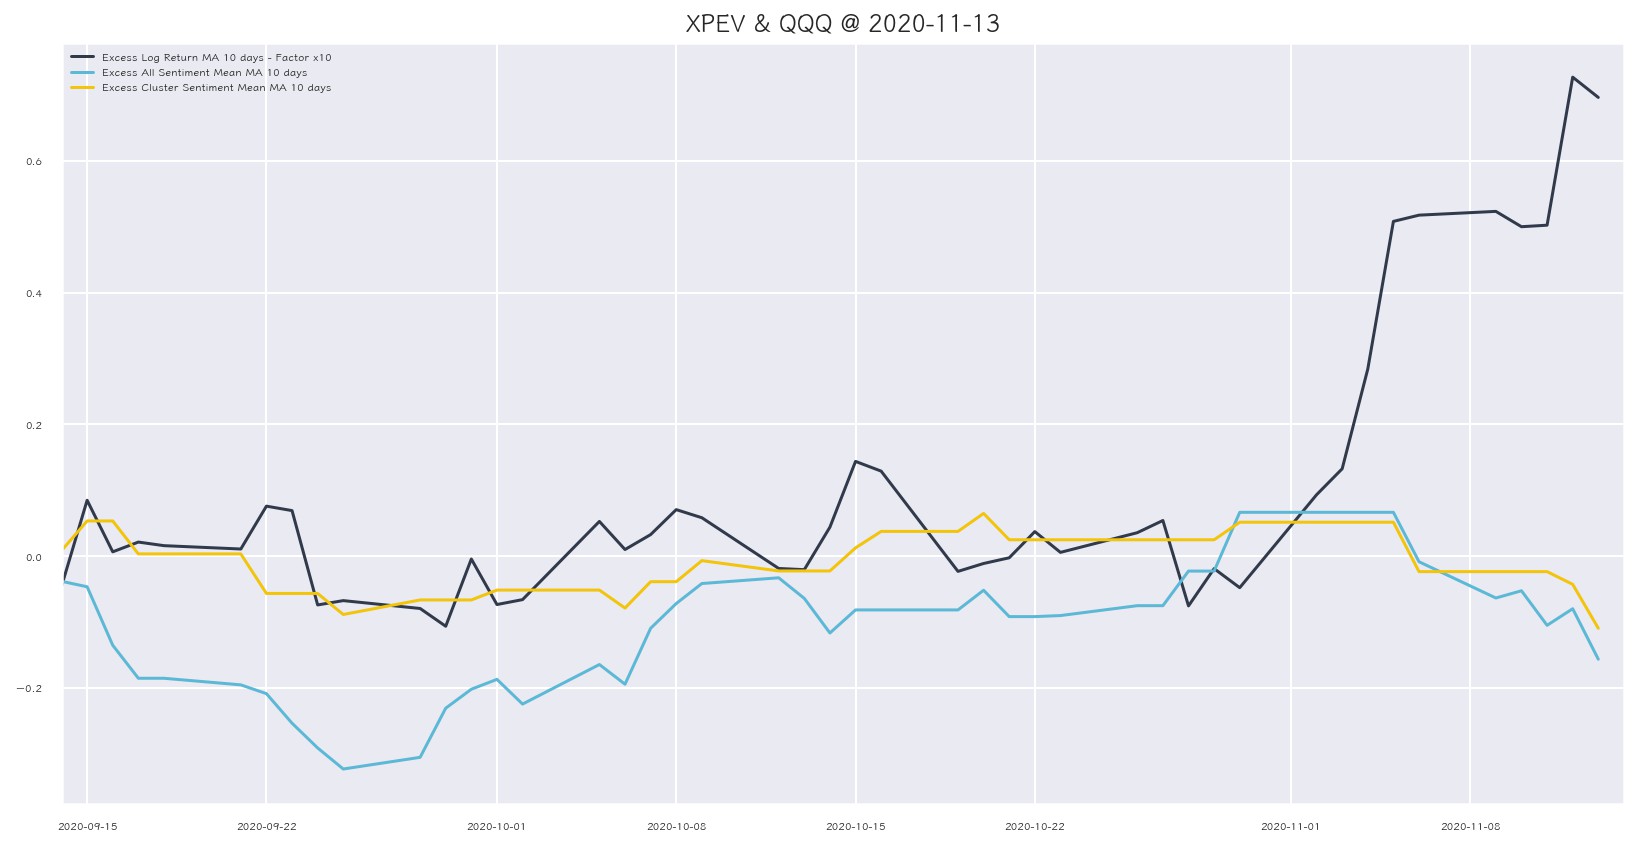 XPEV & QQQ @ 2020-11-13
Excess Log Return MA 10 days - Factor x10
Excess All Sentiment Mean MA 10 days
Excess Cluster Sentiment Mean MA 10 days
0.6
0.4
0.2
0.0
−0.2
2020-09-15 2020-09-22 2020-10-01 2020-10-08 2020-10-15 2020-10-22 2020-11-01 2020-11-08